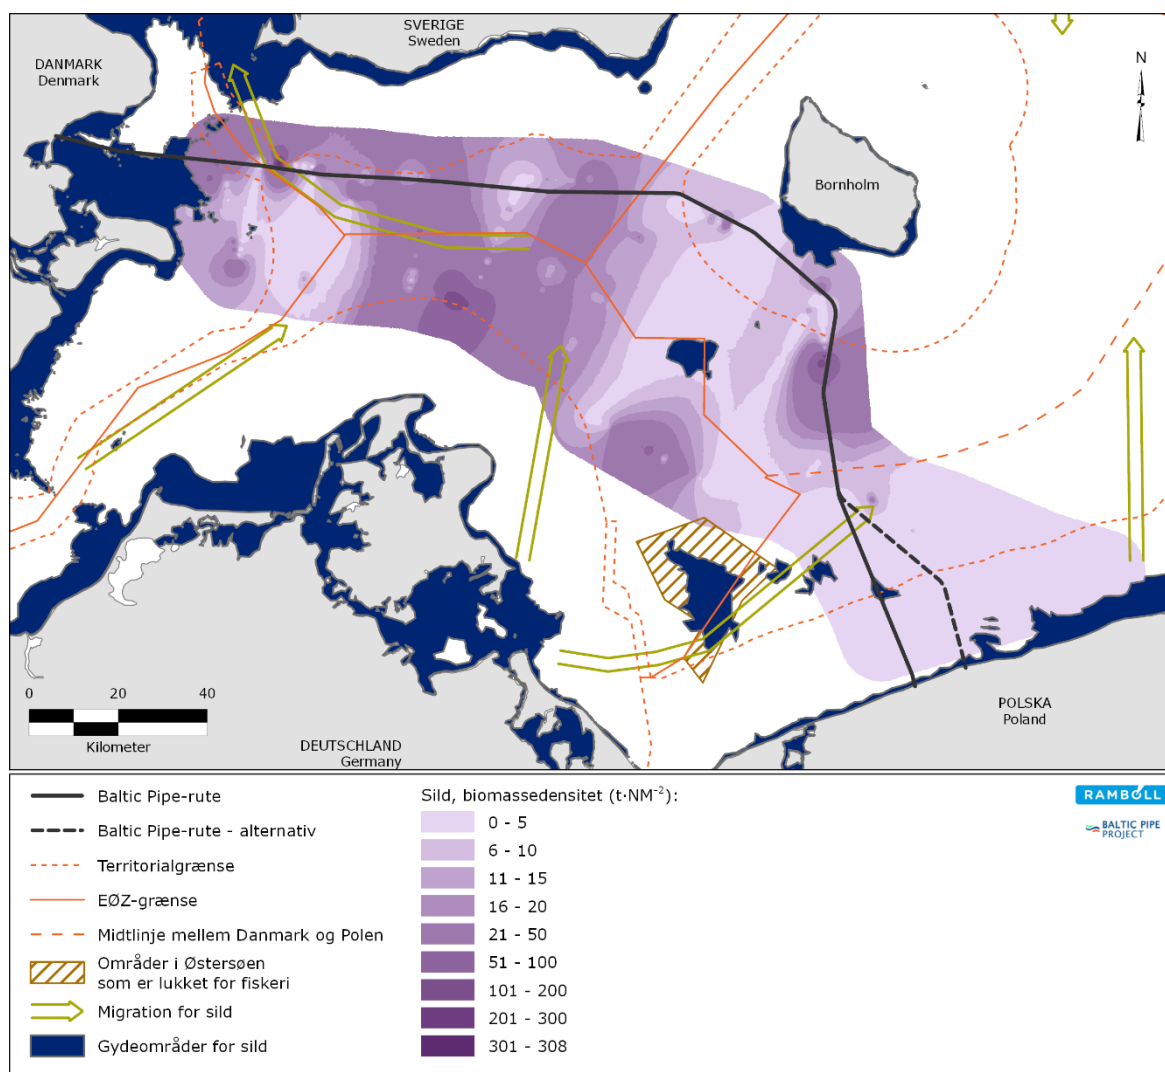 SVERIGE
Sweden
DANMARK
Denmark
N
Bornholm
0 20 40
Kilometer
DEUTSCHLAND
Germany
POLSKA
Poland
Baltic Pipe-rute
Baltic Pipe-rute - alternativ
Territorialgrænse
EØZ-grænse
Midtlinje mellem Danmark og Polen
Områder i Østersøen
som er lukket for fiskeri
Migration for sild
Gydeområder for sild
Sild, biomassedensitet (t·NM⁻²):
0 - 5
6 - 10
11 - 15
16 - 20
21 - 50
51 - 100
101 - 200
201 - 300
301 - 308
RAMBOLL
BALTIC PIPE
PROJECT